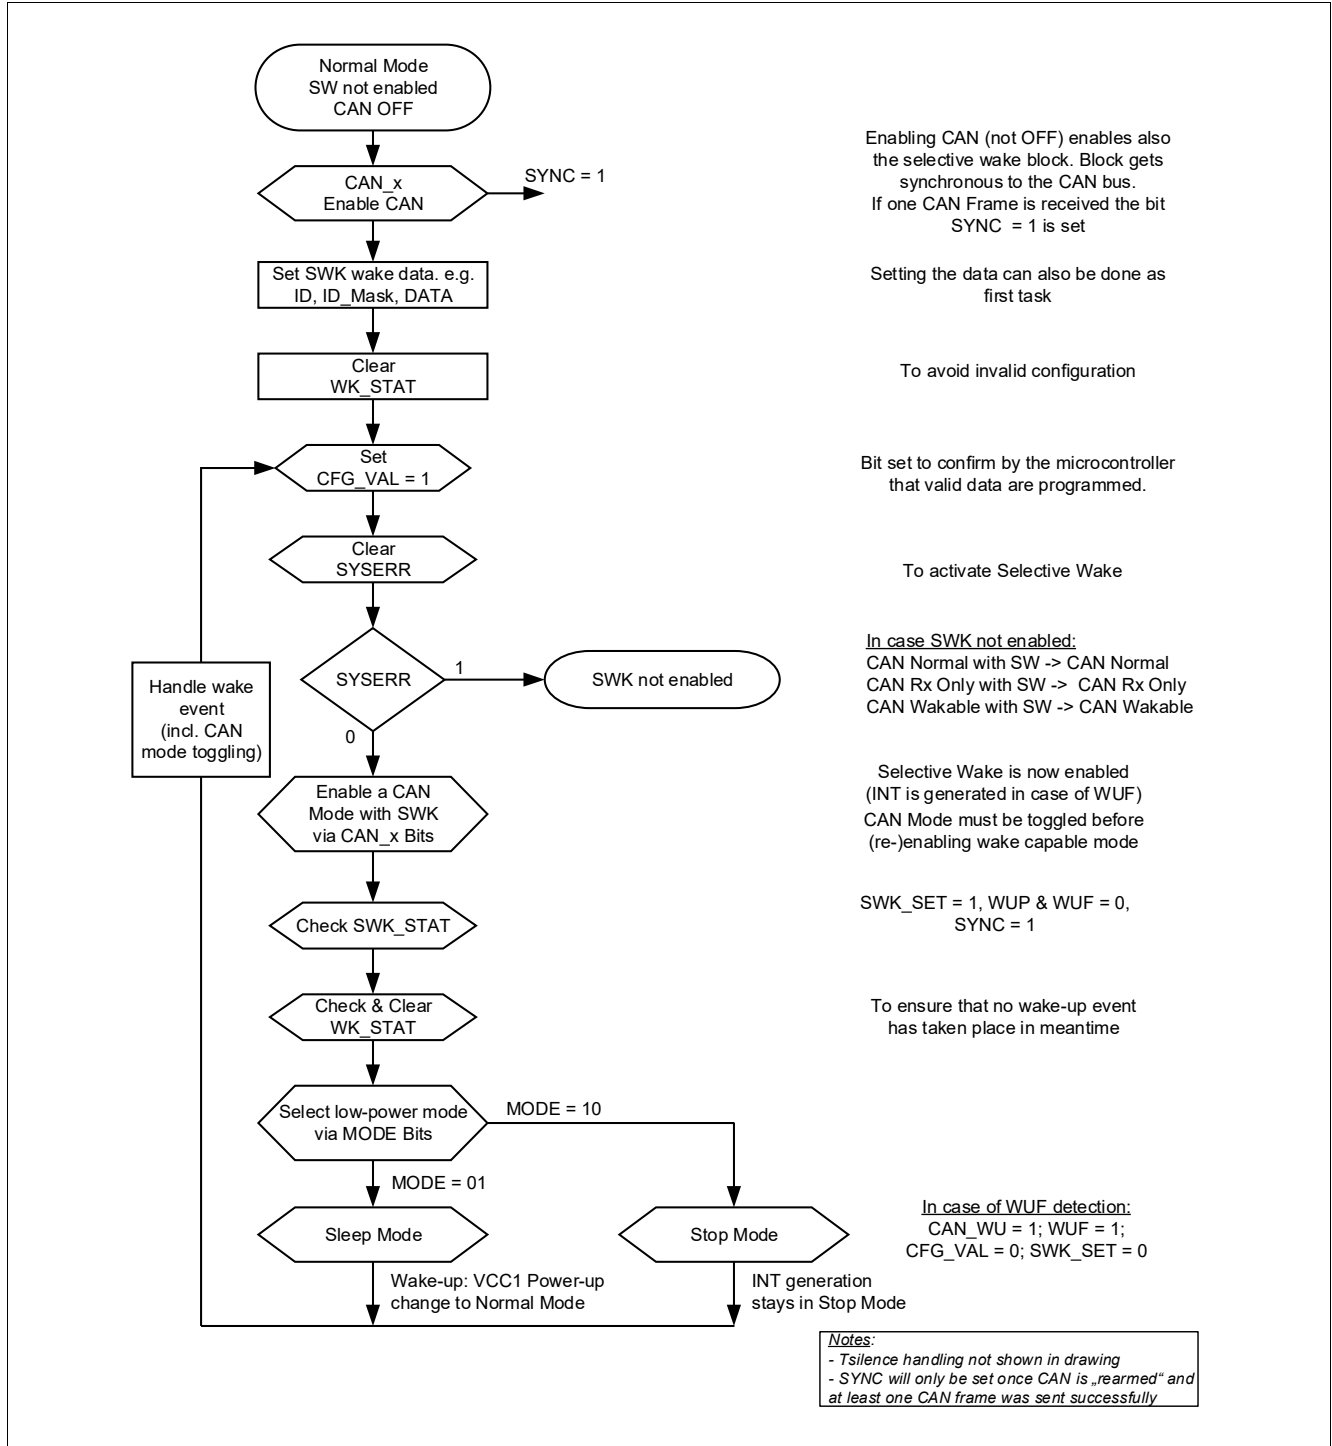 Normal Mode
SW not enabled
CAN OFF
Enabling CAN (not OFF) enables also
the selective wake block. Block gets
synchronous to the CAN bus.
If one CAN Frame is received the bit
SYNC = 1 is set
CAN_x
Enable CAN
SYNC = 1
Set SWK wake data. e.g.
ID, ID_Mask, DATA
Setting the data can also be done as
first task
Clear
WK_STAT
To avoid invalid configuration
Set
CFG_VAL = 1
Bit set to confirm by the microcontroller
that valid data are programmed.
Clear
SYSERR
To activate Selective Wake
SYSERR
1
0
SWK not enabled
In case SWK not enabled:
CAN Normal with SW -> CAN Normal
CAN Rx Only with SW -> CAN Rx Only
CAN Wakable with SW -> CAN Wakable
Handle wake
event
(incl. CAN
mode toggling)
Enable a CAN
Mode with SWK
via CAN_x Bits
Selective Wake is now enabled
(INT is generated in case of WUF)
CAN Mode must be toggled before
(re-)enabling wake capable mode
Check SWK_STAT
SWK_SET = 1, WUP & WUF = 0,
SYNC = 1
Check & Clear
WK_STAT
To ensure that no wake-up event
has taken place in meantime
Select low-power mode
via MODE Bits
MODE = 10
MODE = 01
Sleep Mode
Stop Mode
In case of WUF detection:
CAN_WU = 1; WUF = 1;
CFG_VAL = 0; SWK_SET = 0
Wake-up: VCC1 Power-up
change to Normal Mode
INT generation
stays in Stop Mode
Notes:
- Tsilence handling not shown in drawing
- SYNC will only be set once CAN is „rearmed“ and
at least one CAN frame was sent successfully